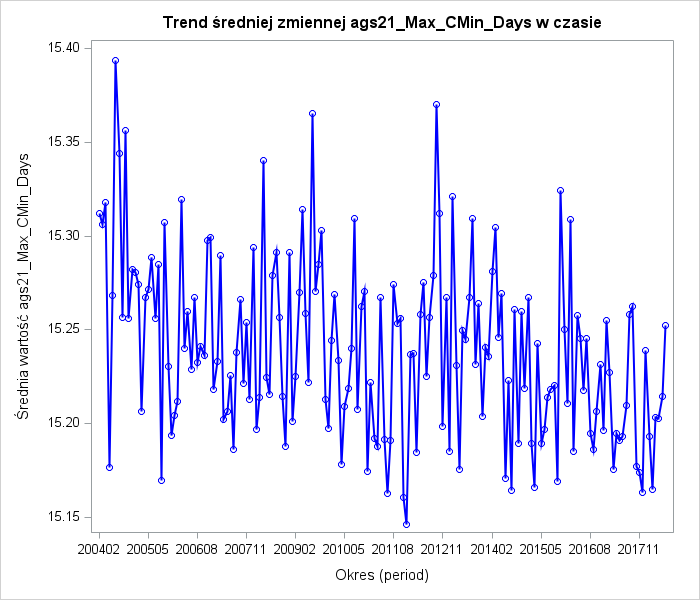 Trend średniej zmiennej ags21_Max_CMin_Days w czasie
Średnia wartość ags21_Max_CMin_Days
15.40
15.35
15.30
15.25
15.20
15.15
200402 200505 200608 200711 200902 201005 201108 201211 201402 201505 201608 201711
Okres (period)